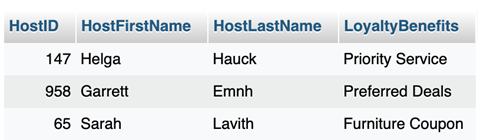 HostID HostFirstName HostLastName LoyaltyBenefits
147 Helga Hauck Priority Service
958 Garrett Emnh Preferred Deals
65 Sarah Lavith Furniture Coupon